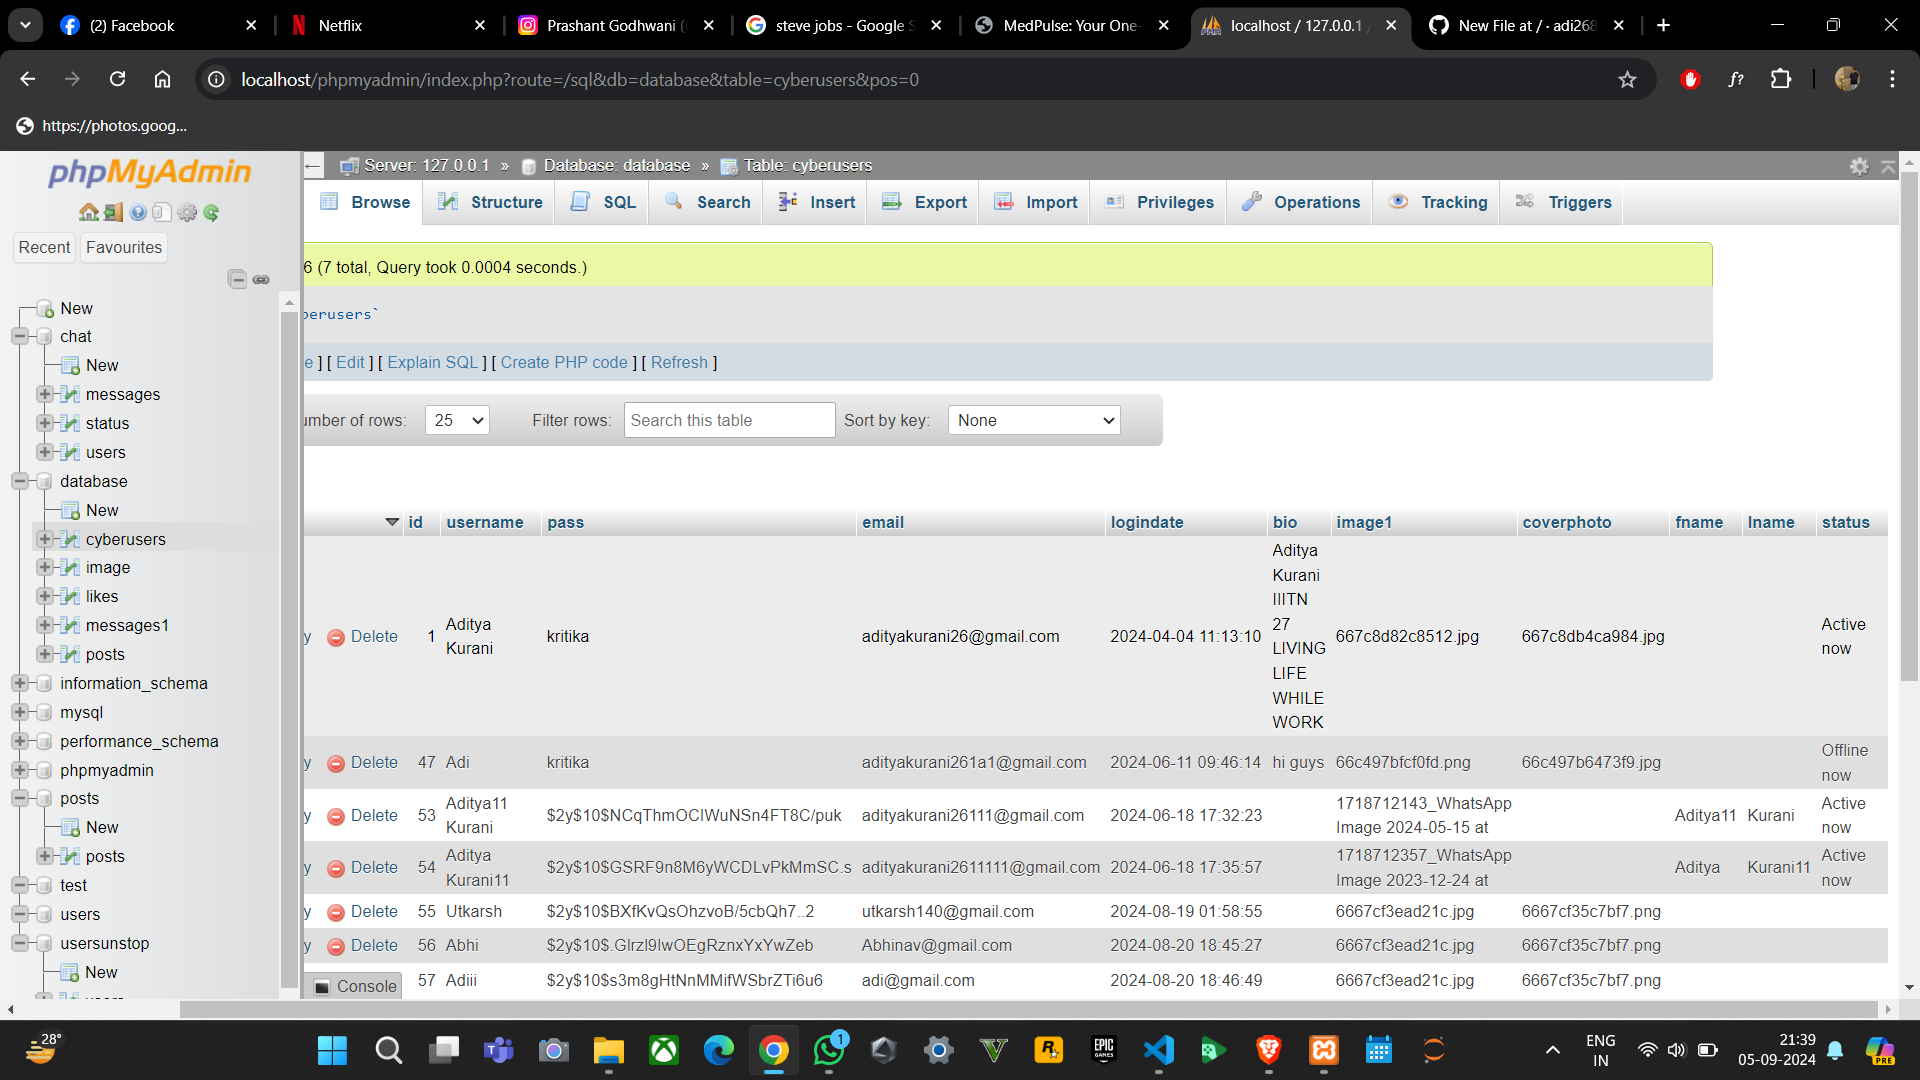 (2) Facebook
Netflix
Prashant Godhwani (
steve jobs - Google S
MedPulse: Your One-
localhost / 127.0.0.1 /
New File at / · adi268
localhost/phpmyadmin/index.php?route=/sql&db=database&table=cyberusers&pos=0
https://photos.goog...
phpMyAdmin
Recent Favourites
New
chat
New
messages
status
users
database
New
cyberusers
image
likes
messages1
posts
information_schema
mysql
performance_schema
phpmyadmin
posts
New
posts
test
users
usersunstop
New
Server: 127.0.0.1 » Database: database » Table: cyberusers
Browse Structure SQL Search Insert Export Import Privileges Operations Tracking Triggers
6 (7 total, Query took 0.0004 seconds.)
berusers`
e ] [ Edit ] [ Explain SQL ] [ Create PHP code ] [ Refresh ]
umber of rows: 25 Filter rows: Search this table Sort by key: None
id username pass email logindate bio image1 coverphoto fname lname status
y Delete 1 Aditya Kurani kritika adityakurani26@gmail.com 2024-04-04 11:13:10 Aditya Kurani IIITN 27 LIVING LIFE WHILE WORK 667c8d82c8512.jpg 667c8db4ca984.jpg Active now
y Delete 47 Adi kritika adityakurani261a1@gmail.com 2024-06-11 09:46:14 hi guys 66c497bfcf0fd.png 66c497b6473f9.jpg Offline now
y Delete 53 Aditya11 Kurani $2y$10$NCqThmOCIWuNSn4FT8C/puk adityakurani26111@gmail.com 2024-06-18 17:32:23 1718712143_WhatsApp Image 2024-05-15 at Aditya11 Kurani Active now
y Delete 54 Aditya Kurani11 $2y$10$GSRF9n8M6yWCDLvPkMmSC.s adityakurani2611111@gmail.com 2024-06-18 17:35:57 1718712357_WhatsApp Image 2023-12-24 at Aditya Kurani11 Active now
y Delete 55 Utkarsh $2y$10$BXfKvQsOhzvoB/5cbQh7..2 utkarsh140@gmail.com 2024-08-19 01:58:55 6667cf3ead21c.jpg 6667cf35c7bf7.png
y Delete 56 Abhi $2y$10$.GlrzI9IwOEgRznxYxYwZeb Abhinav@gmail.com 2024-08-20 18:45:27 6667cf3ead21c.jpg 6667cf35c7bf7.png
57 Adiii $2y$10$s3m8gHtNnMMifWSbrZTi6u6 adi@gmail.com 2024-08-20 18:46:49 6667cf3ead21c.jpg 6667cf35c7bf7.png
Console
28°
1
EPIC GAMES
ENG
IN
21:39
05-09-2024
PRE